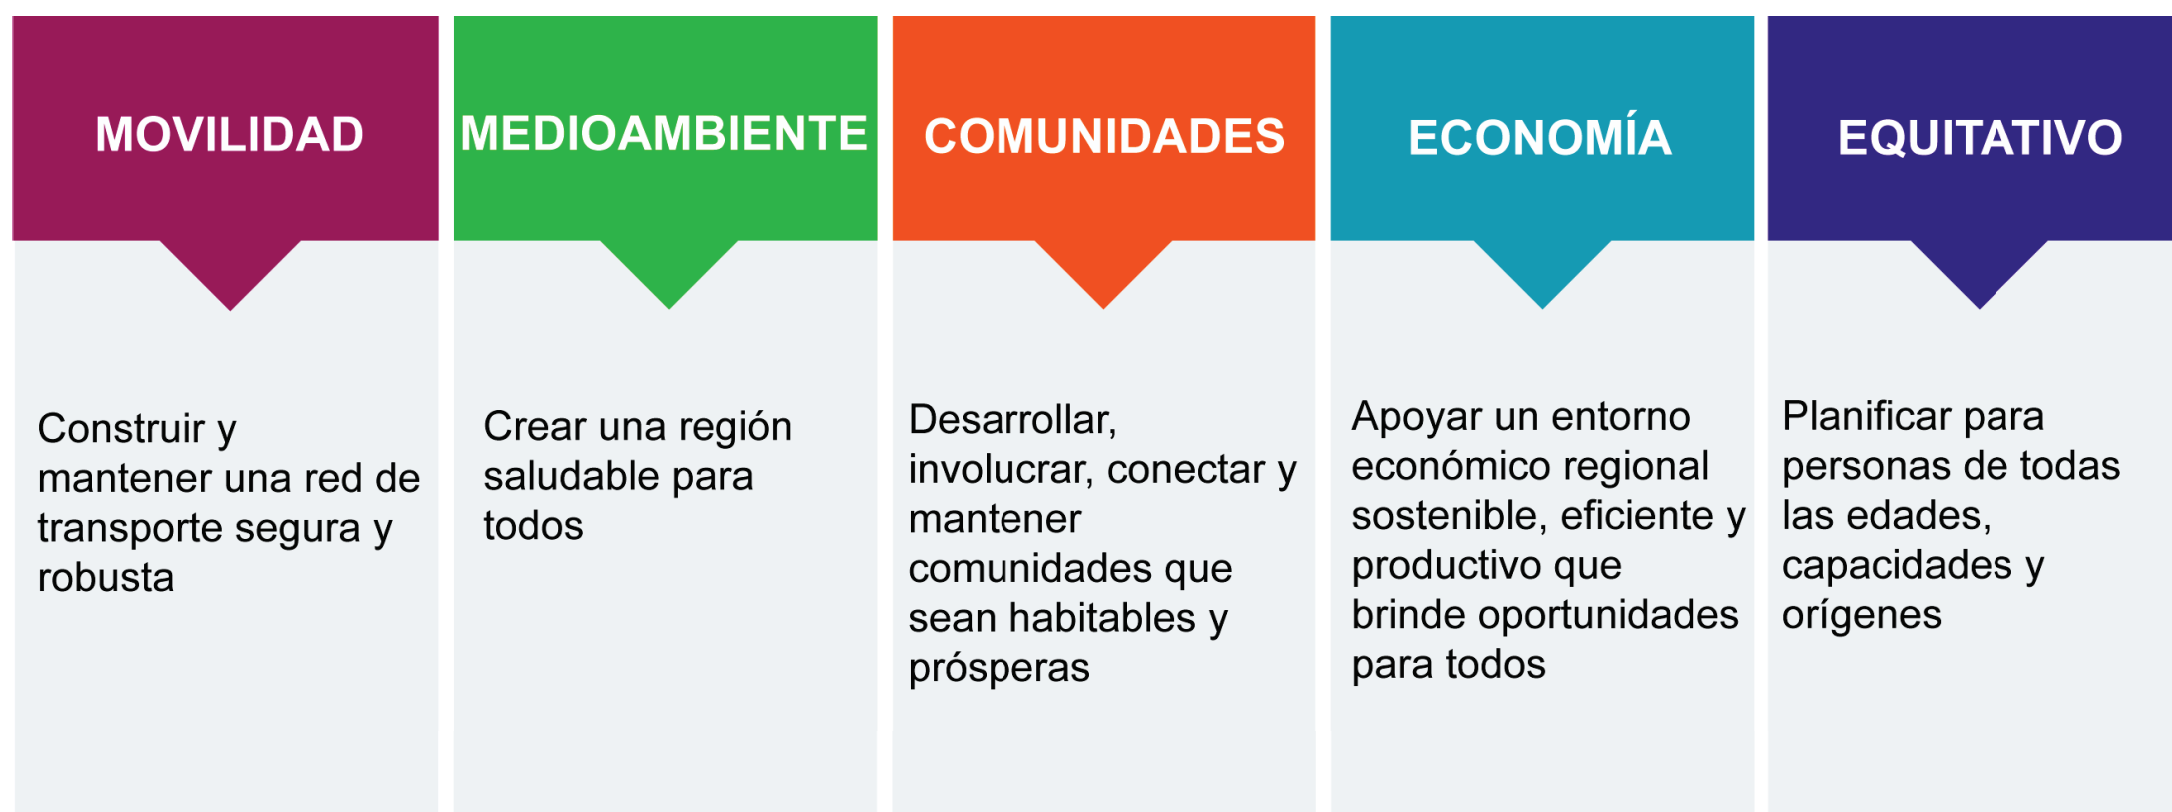 MOVILIDAD
Construir y
mantener una red de
transporte segura y
robusta
MEDIOAMBIENTE
Crear una región
saludable para
todos
COMUNIDADES
Desarrollar,
involucrar, conectar y
mantener
comunidades que
sean habitables y
prósperas
ECONOMÍA
Apoyar un entorno
económico regional
sostenible, eficiente y
productivo que
brinde oportunidades
para todos
EQUITATIVO
Planificar para
personas de todas
las edades,
capacidades y
orígenes